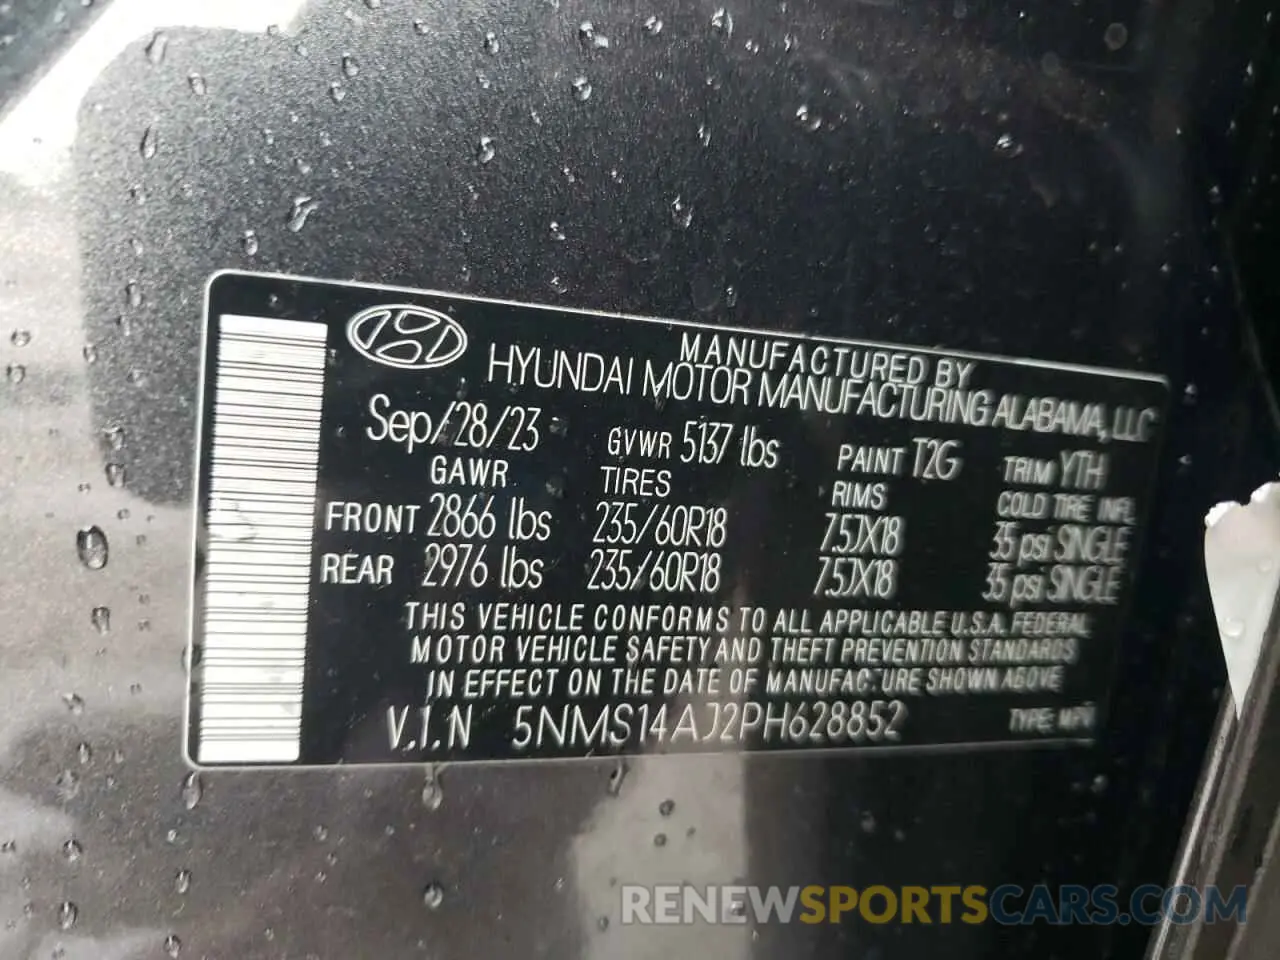 MANUFACTURED BY
HYUNDAI MOTOR MANUFACTURING ALABAMA, LLC
Sep/28/23 GVWR 5137 lbs PAINT T2G TRIM YTH
GAWR TIRES RIMS COLD TIRE INFL
FRONT 2866 lbs 235/60R18 7.5JX18 35 psi SINGLE
REAR 2976 lbs 235/60R18 7.5JX18 35 psi SINGLE
THIS VEHICLE CONFORMS TO ALL APPLICABLE U.S.A. FEDERAL
MOTOR VEHICLE SAFETY AND THEFT PREVENTION STANDARDS
IN EFFECT ON THE DATE OF MANUFACTURE SHOWN ABOVE
V.I.N 5NMS14AJ2PH628852 TYPE: MPV
RENEWSPORTSCARS.COM